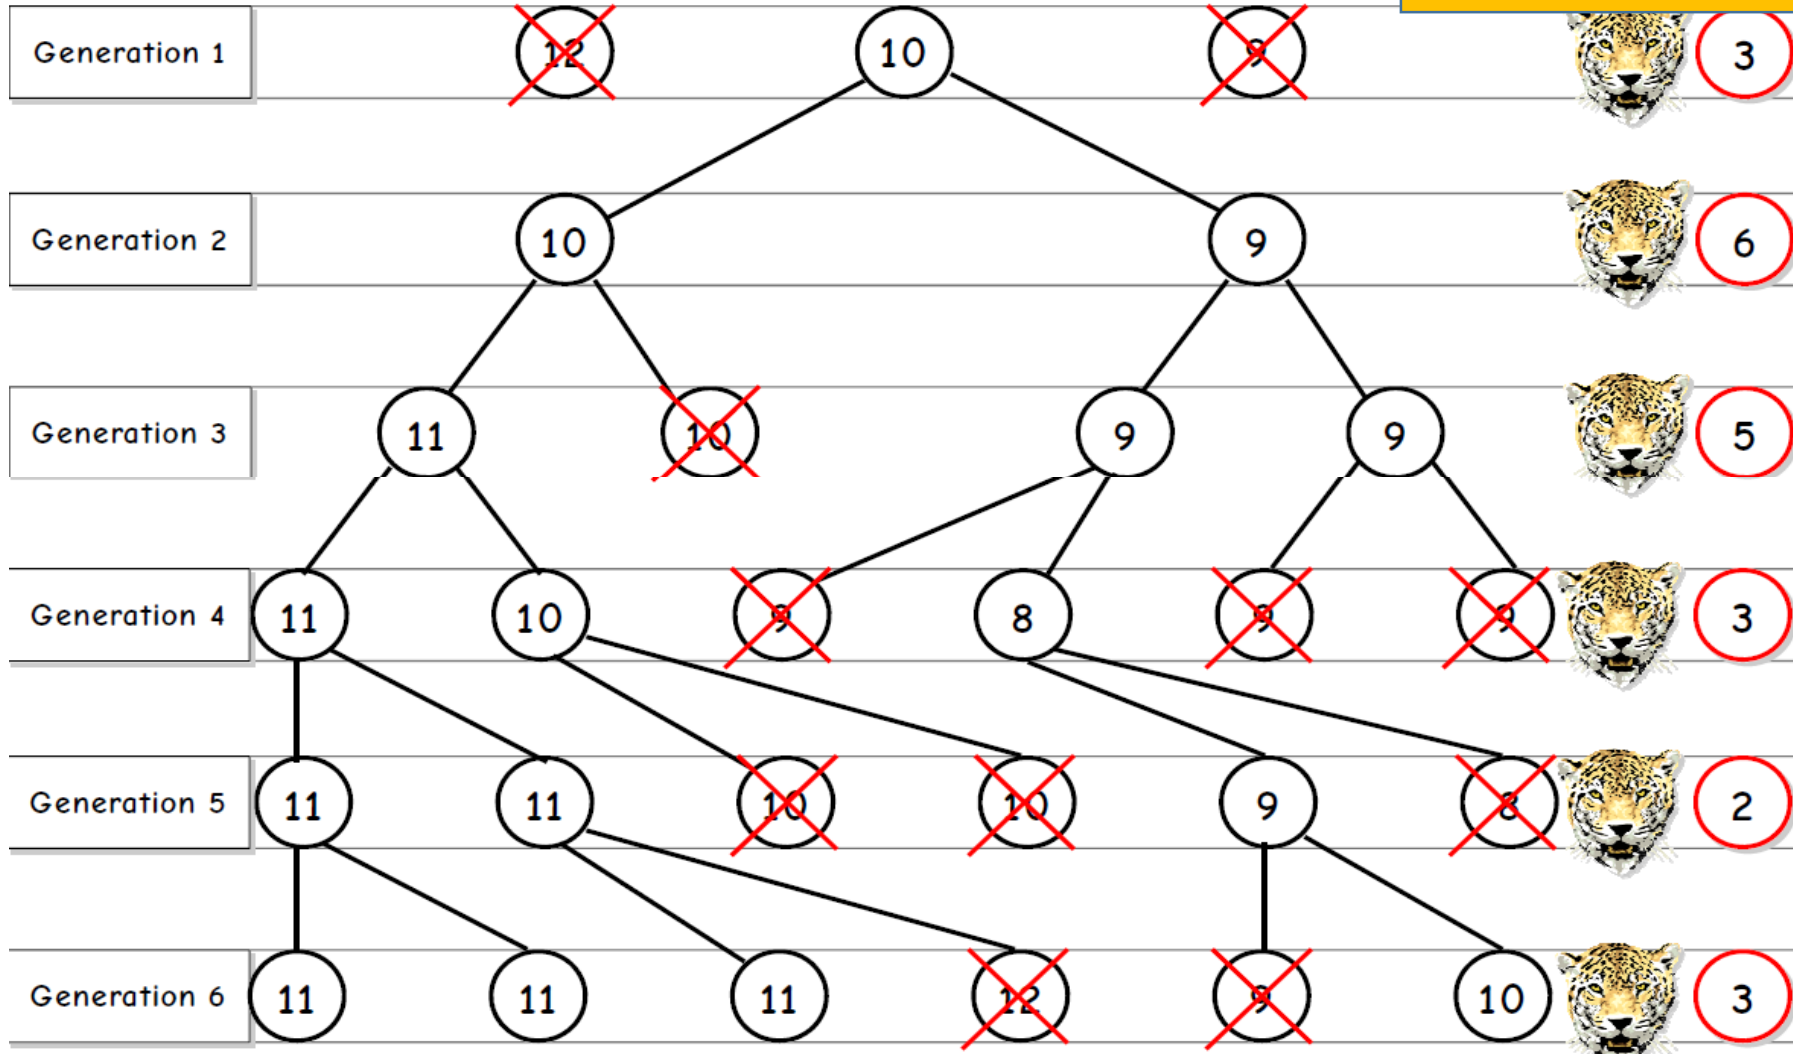 Generation 1 12 10 9 3
Generation 2 10 9 6
Generation 3 11 10 9 9 5
Generation 4 11 10 9 8 9 9 3
Generation 5 11 11 10 10 9 8 2
Generation 6 11 11 11 12 9 10 3